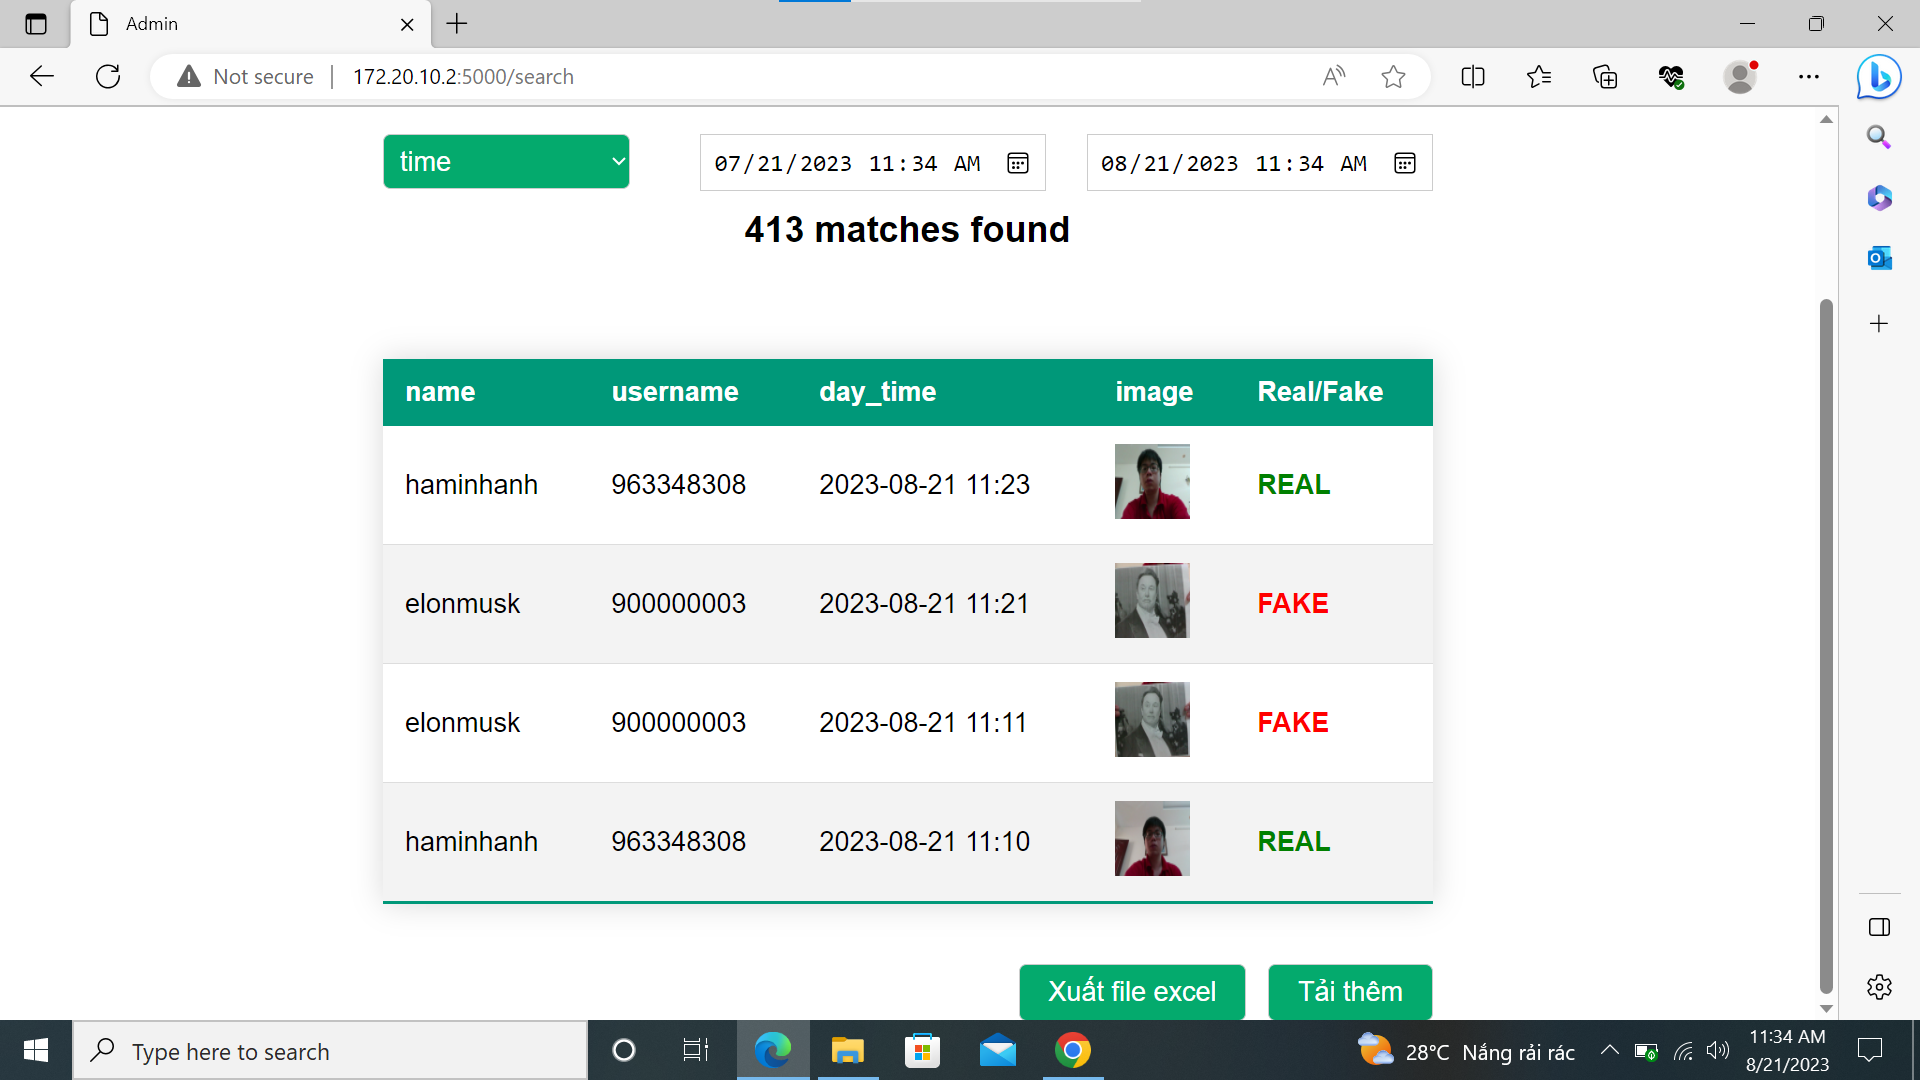 Admin
Not secure 172.20.10.2:5000/search
time 07/21/2023 11:34 AM 08/21/2023 11:34 AM
413 matches found
name username day_time image Real/Fake
haminhanh 963348308 2023-08-21 11:23 REAL
elonmusk 900000003 2023-08-21 11:21 FAKE
elonmusk 900000003 2023-08-21 11:11 FAKE
haminhanh 963348308 2023-08-21 11:10 REAL
Xuất file excel Tải thêm
Type here to search 28°C Nắng rải rác 11:34 AM
8/21/2023